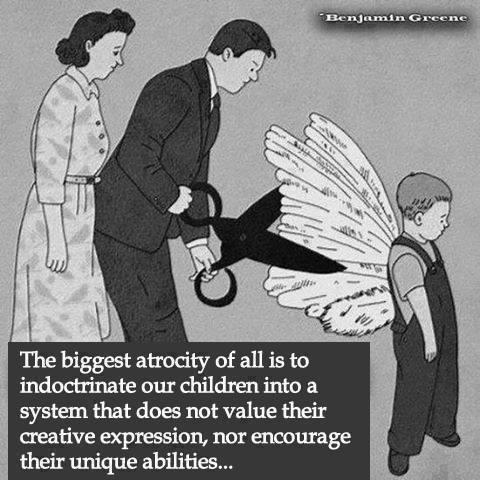 "Benjamin Greene
The biggest atrocity of all is to
indoctrinate our children into a
system that does not value their
creative expression, nor encourage
their unique abilities...